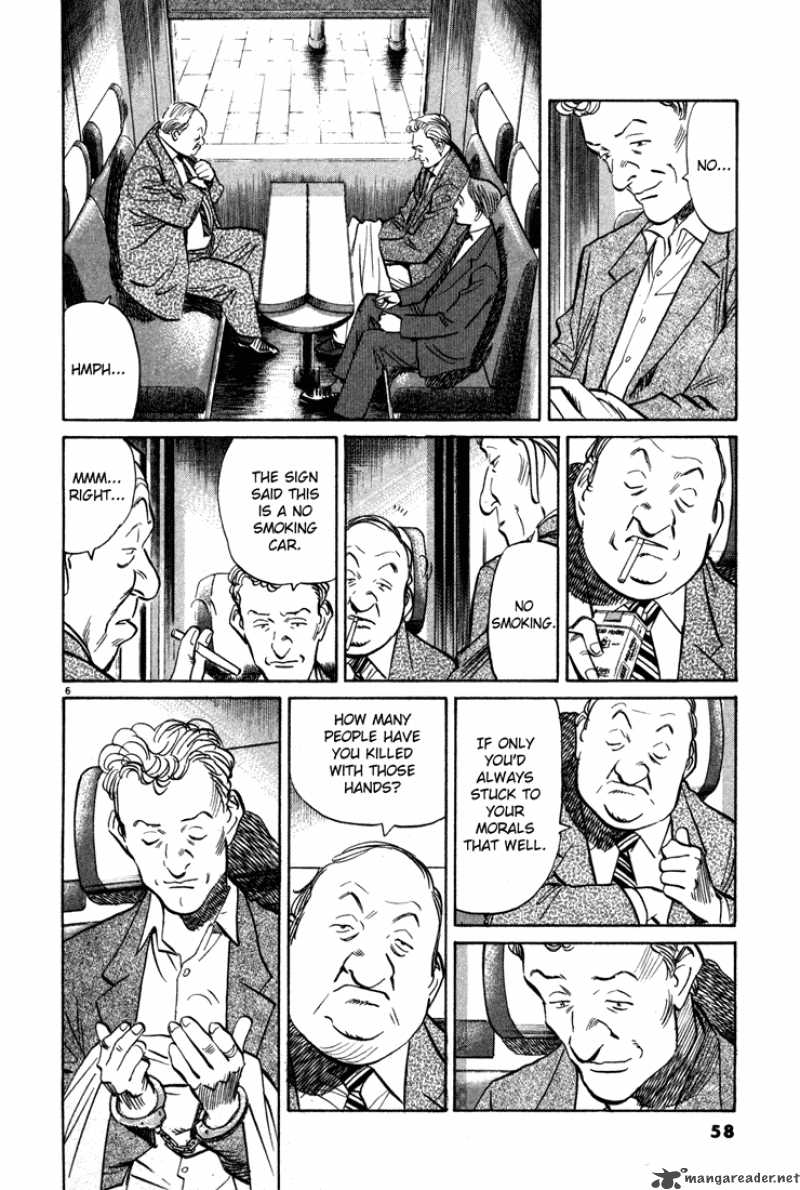 NO...
HMPH...
NO
SMOKING.
THE SIGN
SAID THIS
IS A NO
SMOKING
CAR.
MMM...
RIGHT...
6
IF ONLY
YOU'D
ALWAYS
STUCK TO
YOUR
MORALS
THAT WELL.
HOW MANY
PEOPLE HAVE
YOU KILLED
WITH THOSE
HANDS?
58
mangareader.net